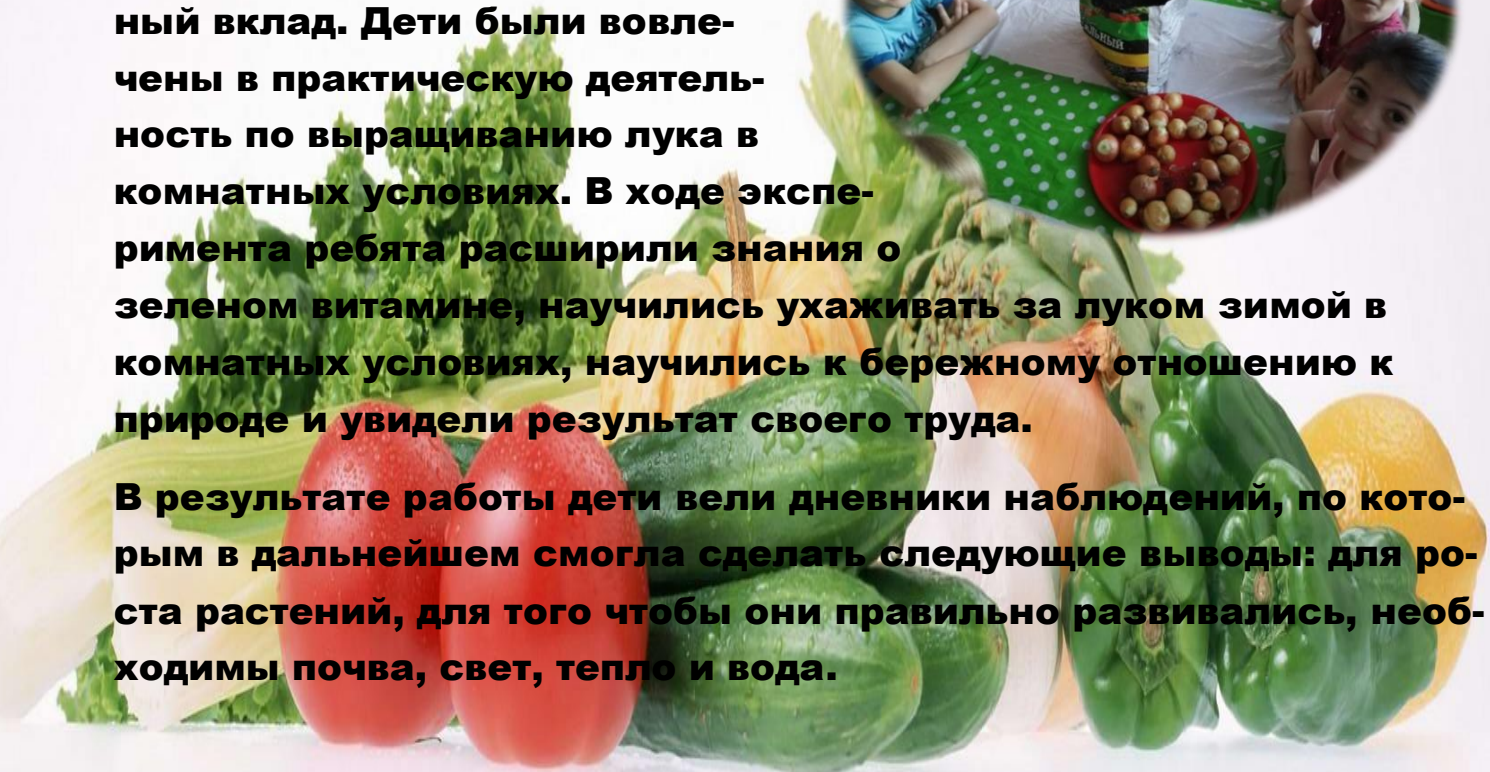 ный вклад. Дети были вовле-
чены в практическую деятель-
ность по выращиванию лука в
комнатных условиях. В ходе экспе-
римента ребята расширили знания о
зеленом витамине, научились ухаживать за луком зимой в
комнатных условиях, научились к бережному отношению к
природе и увидели результат своего труда.
В результате работы дети вели дневники наблюдений, по кото-
рым в дальнейшем смогла сделать следующие выводы: для ро-
ста растений, для того чтобы они правильно развивались, необ-
ходимы почва, свет, тепло и вода.